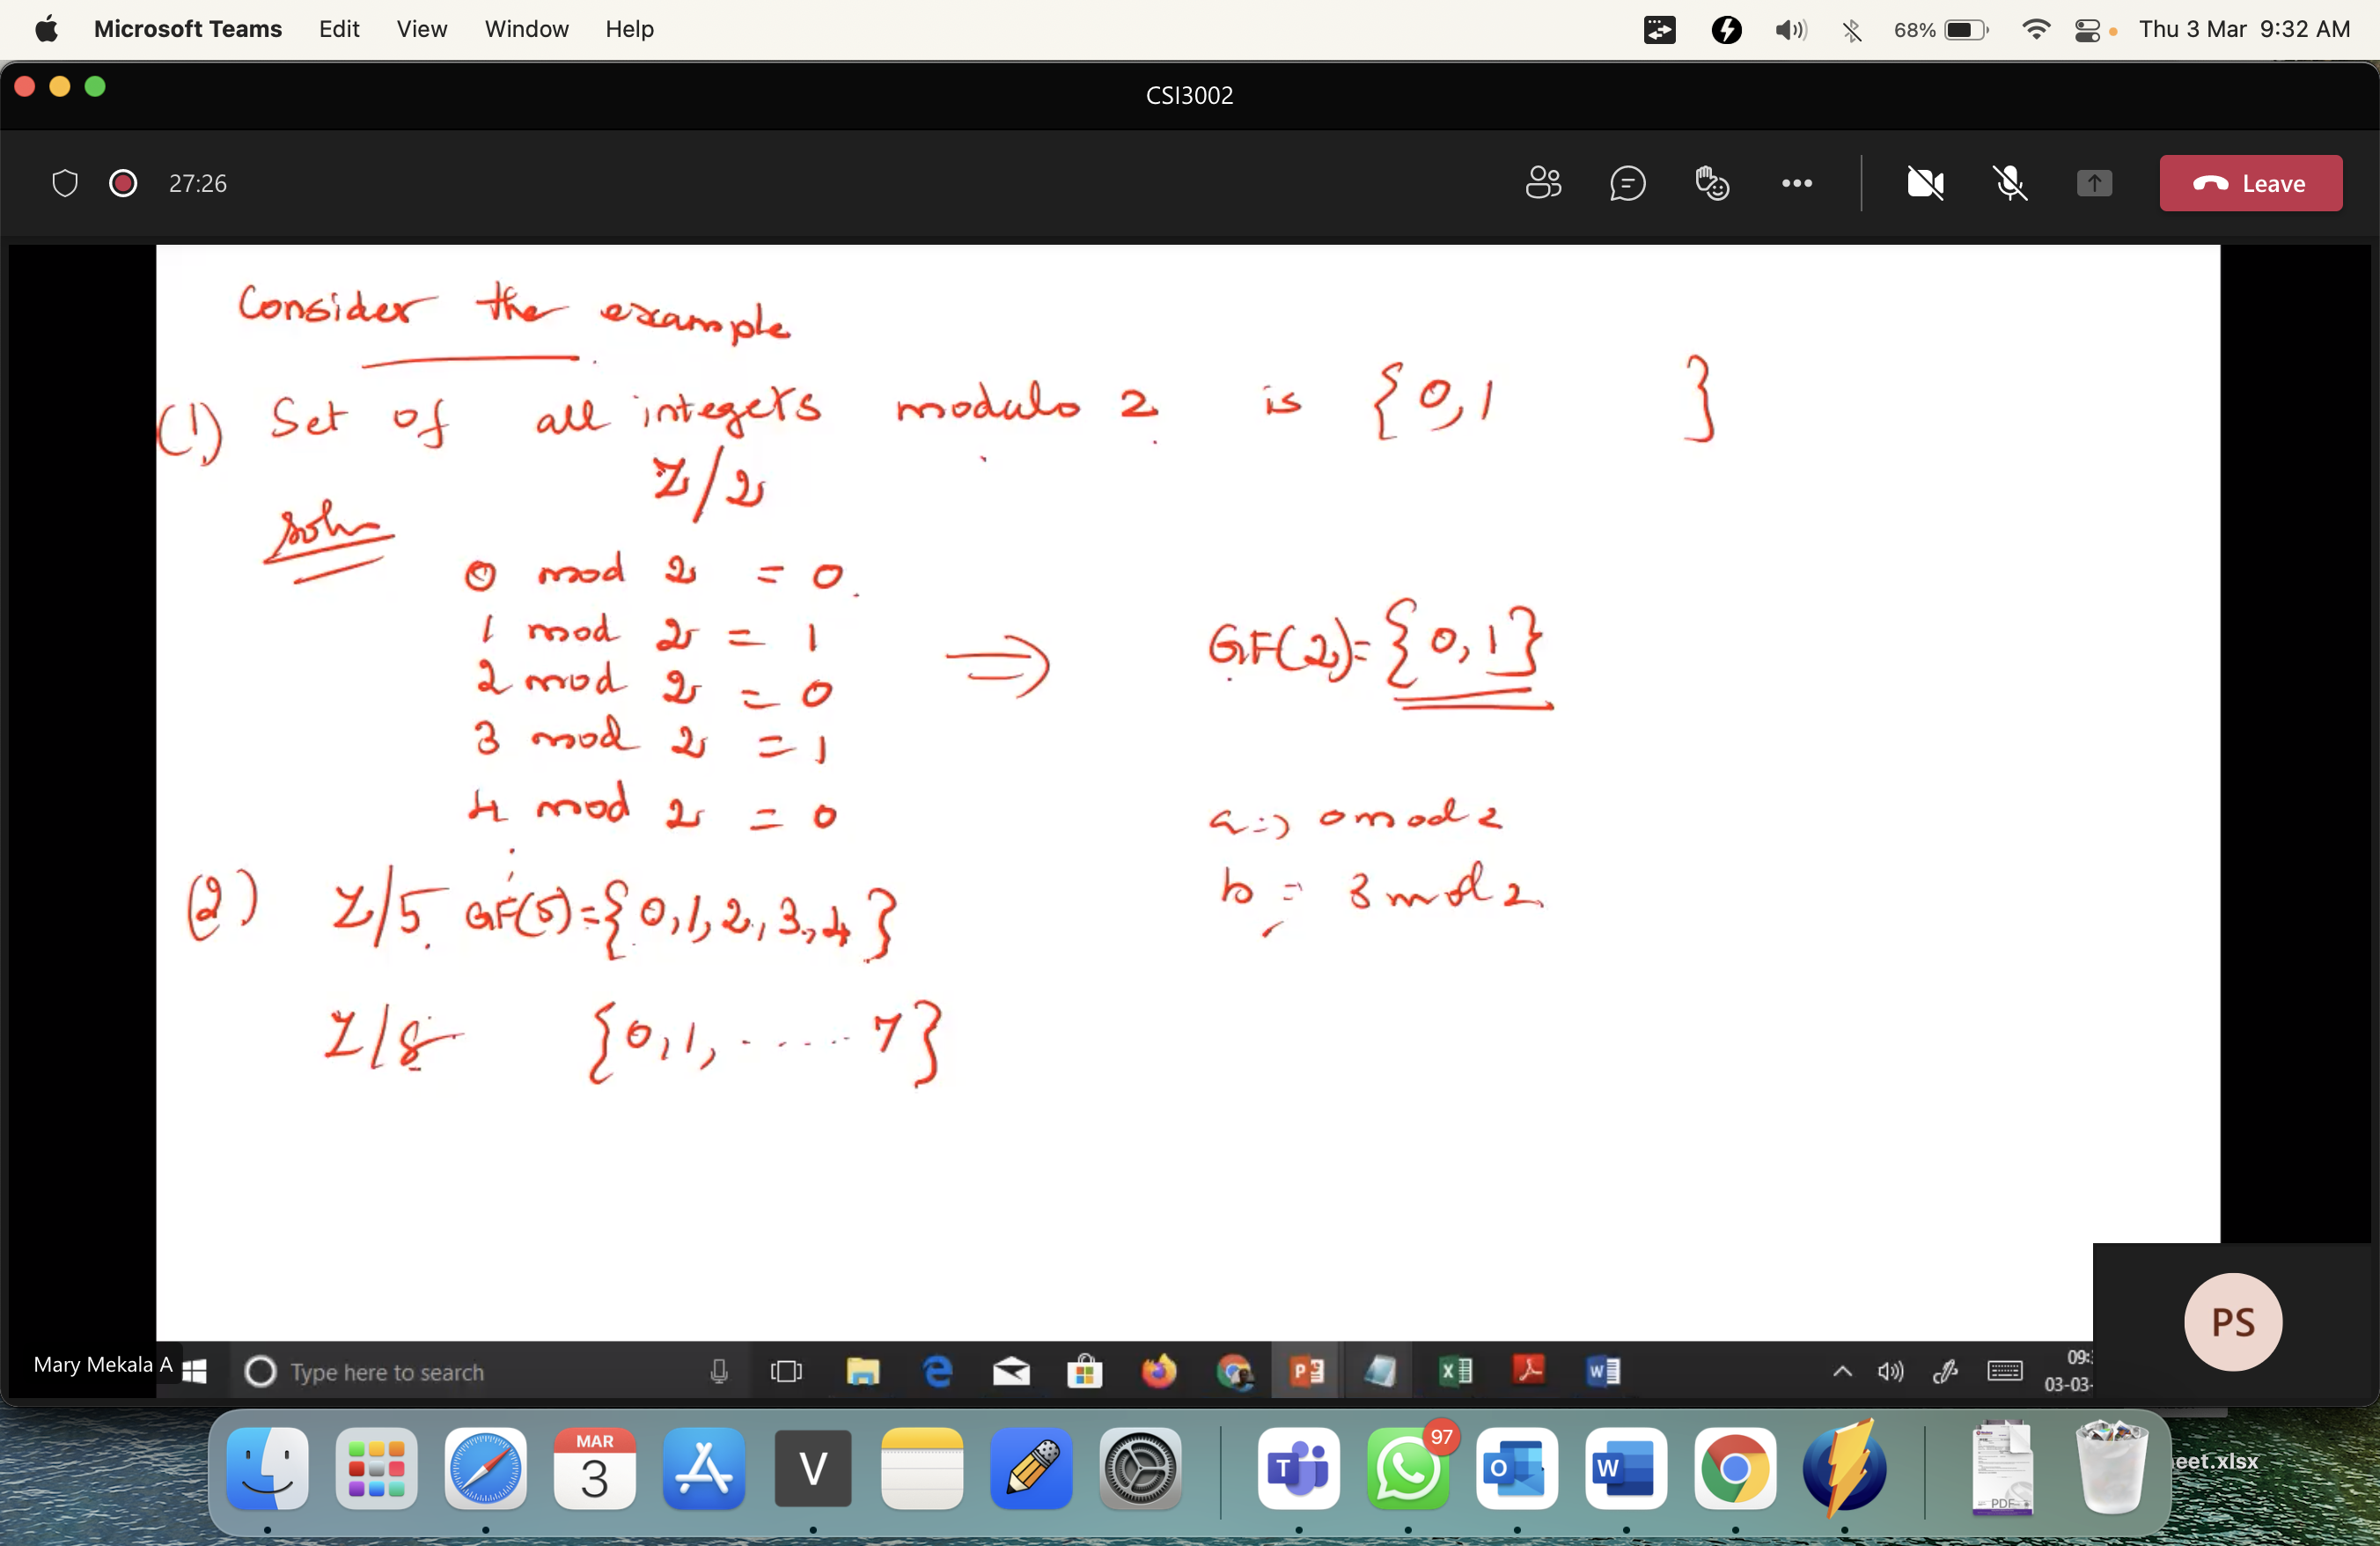 Microsoft Teams Edit View Window Help 68% Thu 3 Mar 9:32 AM
CSI3002
27:26 Leave
Consider the example
(1) Set of all integers modulo 2 is {0,1 }
Z/2
Soln
0 mod 2 = 0
1 mod 2 = 1
2 mod 2 = 0
3 mod 2 = 1
4 mod 2 = 0
⇒ GF(2)={0,1}
a=) 0 mod 2
b = 3 mod 2
(2) Z/5 GF(5)={0,1,2,3,4}
Z/8 {0,1,.....7}
PS
Mary Mekala A Type here to search 09:
03-03-
MAR
3
V
97
PDF
eet.xlsx